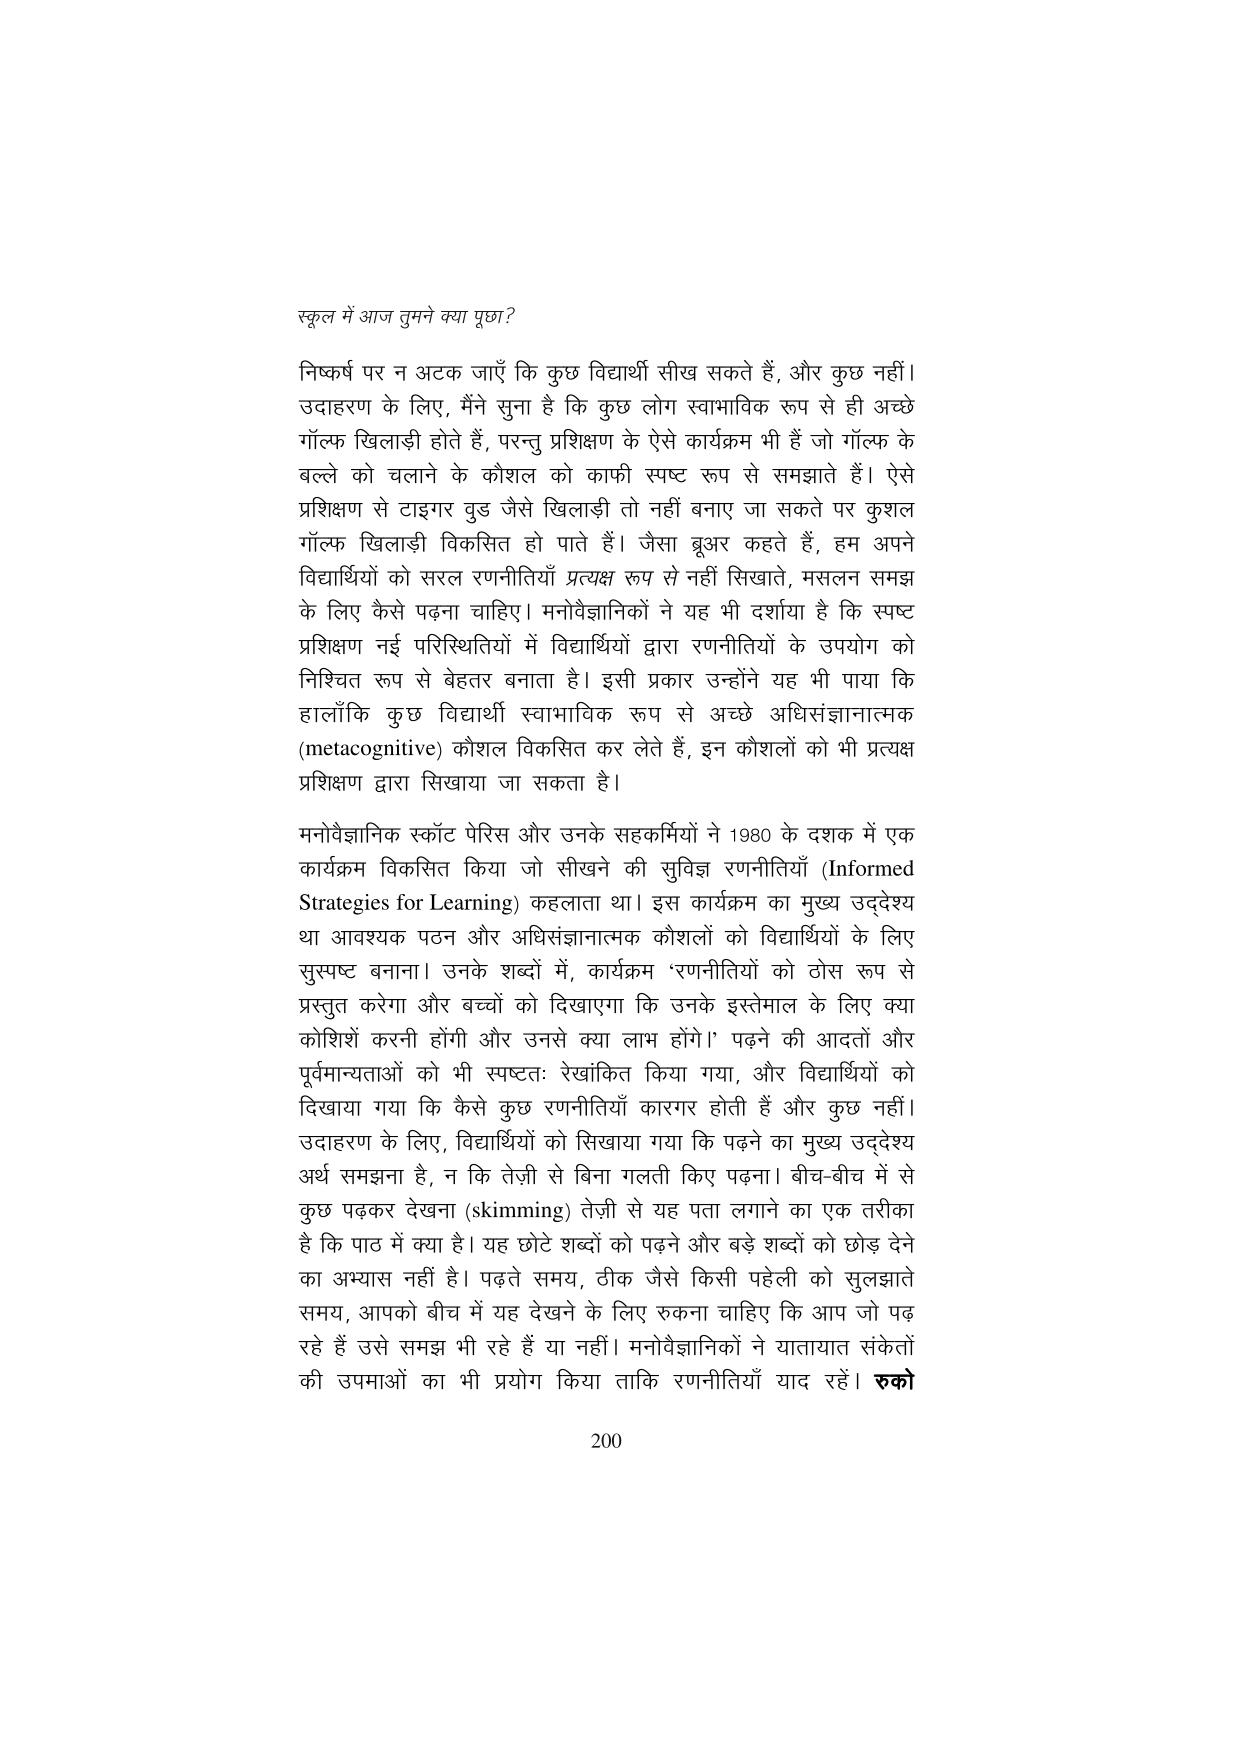 स्कूल में आज तुमने क्या पूछा?
निष्कर्ष पर न अटक जाएँ कि कुछ विद्यार्थी सीख सकते हैं, और कुछ नहीं।
उदाहरण के लिए, मैंने सुना है कि कुछ लोग स्वाभाविक रूप से ही अच्छे
गॉल्फ खिलाड़ी होते हैं, परन्तु प्रशिक्षण के ऐसे कार्यक्रम भी हैं जो गॉल्फ के
बल्ले को चलाने के कौशल को काफी स्पष्ट रूप से समझाते हैं। ऐसे
प्रशिक्षण से टाइगर वुड जैसे खिलाड़ी तो नहीं बनाए जा सकते पर कुशल
गॉल्फ खिलाड़ी विकसित हो पाते हैं। जैसा ब्रूअर कहते हैं, हम अपने
विद्यार्थियों को सरल रणनीतियाँ प्रत्यक्ष रूप से नहीं सिखाते, मसलन समझ
के लिए कैसे पढ़ना चाहिए। मनोवैज्ञानिकों ने यह भी दर्शाया है कि स्पष्ट
प्रशिक्षण नई परिस्थितियों में विद्यार्थियों द्वारा रणनीतियों के उपयोग को
निश्चित रूप से बेहतर बनाता है। इसी प्रकार उन्होंने यह भी पाया कि
हालाँकि कुछ विद्यार्थी स्वाभाविक रूप से अच्छे अधिसंज्ञानात्मक
(metacognitive) कौशल विकसित कर लेते हैं, इन कौशलों को भी प्रत्यक्ष
प्रशिक्षण द्वारा सिखाया जा सकता है।
मनोवैज्ञानिक स्कॉट पेरिस और उनके सहकर्मियों ने 1980 के दशक में एक
कार्यक्रम विकसित किया जो सीखने की सुविज्ञ रणनीतियाँ (Informed
Strategies for Learning) कहलाता था। इस कार्यक्रम का मुख्य उद्देश्य
था आवश्यक पठन और अधिसंज्ञानात्मक कौशलों को विद्यार्थियों के लिए
सुस्पष्ट बनाना। उनके शब्दों में, कार्यक्रम ‘रणनीतियों को ठोस रूप से
प्रस्तुत करेगा और बच्चों को दिखाएगा कि उनके इस्तेमाल के लिए क्या
कोशिशें करनी होंगी और उनसे क्या लाभ होंगे।’ पढ़ने की आदतों और
पूर्वमान्यताओं को भी स्पष्टतः रेखांकित किया गया, और विद्यार्थियों को
दिखाया गया कि कैसे कुछ रणनीतियाँ कारगर होती हैं और कुछ नहीं।
उदाहरण के लिए, विद्यार्थियों को सिखाया गया कि पढ़ने का मुख्य उद्देश्य
अर्थ समझना है, न कि तेज़ी से बिना गलती किए पढ़ना। बीच-बीच में से
कुछ पढ़कर देखना (skimming) तेज़ी से यह पता लगाने का एक तरीका
है कि पाठ में क्या है। यह छोटे शब्दों को पढ़ने और बड़े शब्दों को छोड़ देने
का अभ्यास नहीं है। पढ़ते समय, ठीक जैसे किसी पहेली को सुलझाते
समय, आपको बीच में यह देखने के लिए रुकना चाहिए कि आप जो पढ़
रहे हैं उसे समझ भी रहे हैं या नहीं। मनोवैज्ञानिकों ने यातायात संकेतों
की उपमाओं का भी प्रयोग किया ताकि रणनीतियाँ याद रहें। रुको
200